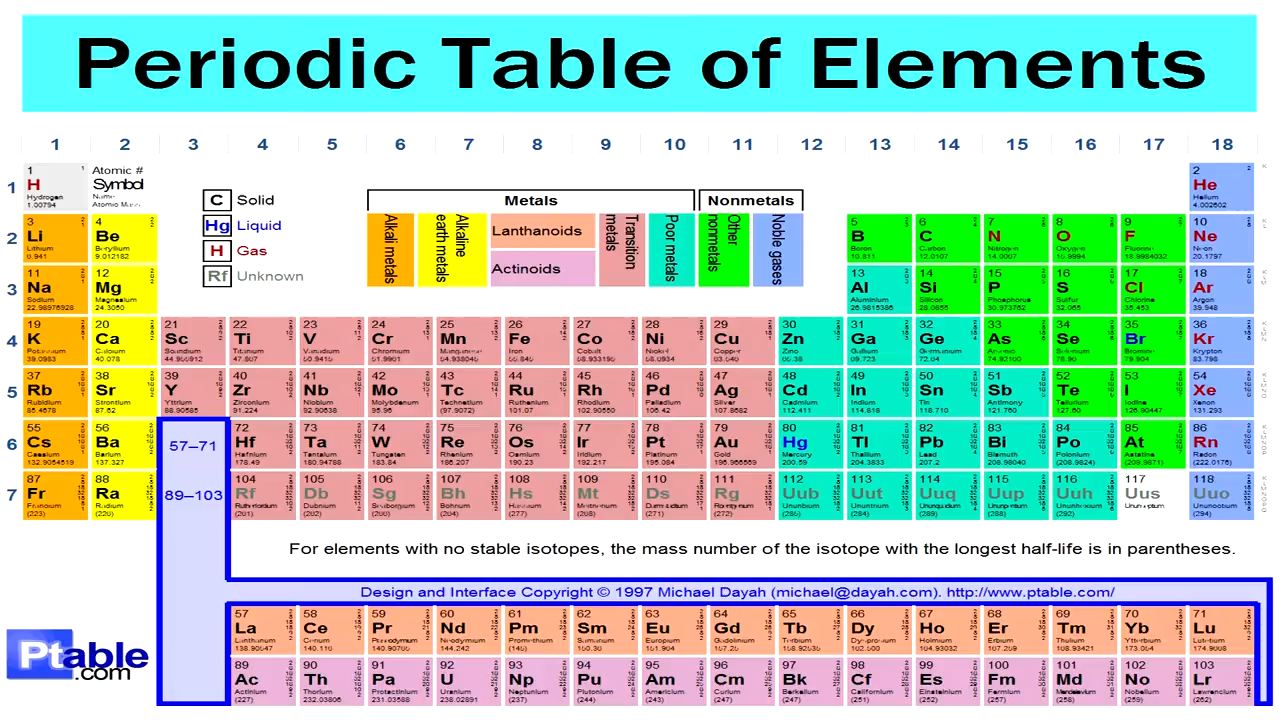 Periodic Table of Elements
1 2 3 4 5 6 7 8 9 10 11 12 13 14 15 16 17 18
1 Atomic # 2
1 H Symbol He
Hydrogen Name Helium
1.00794 Atomic Mass 4.002602
C Solid
Hg Liquid
H Gas
Rf Unknown
Metals Nonmetals
Alkali metals
Alkaline earth metals
Lanthanoids
Actinoids
Transition metals
Poor metals
Other nonmetals
Noble gases
3 4 5 6 7 8 9 10
2 Li Be B C N O F Ne
Lithium Beryllium Boron Carbon Nitrogen Oxygen Fluorine Neon
6.941 9.012182 10.811 12.0107 14.0067 15.9994 18.9984032 20.1797
11 12 13 14 15 16 17 18
3 Na Mg Al Si P S Cl Ar
Sodium Magnesium Aluminium Silicon Phosphorus Sulfur Chlorine Argon
22.98976928 24.3050 26.9815386 28.0855 30.973762 32.065 35.453 39.948
19 20 21 22 23 24 25 26 27 28 29 30 31 32 33 34 35 36
4 K Ca Sc Ti V Cr Mn Fe Co Ni Cu Zn Ga Ge As Se Br Kr
Potassium Calcium Scandium Titanium Vanadium Chromium Manganese Iron Cobalt Nickel Copper Zinc Gallium Germanium Arsenic Selenium Bromine Krypton
39.0983 40.078 44.955912 47.867 50.9415 51.9961 54.938045 55.845 58.933195 58.6934 63.546 65.38 69.723 72.64 74.92160 78.96 79.904 83.798
37 38 39 40 41 42 43 44 45 46 47 48 49 50 51 52 53 54
5 Rb Sr Y Zr Nb Mo Tc Ru Rh Pd Ag Cd In Sn Sb Te I Xe
Rubidium Strontium Yttrium Zirconium Niobium Molybdenum Technetium Ruthenium Rhodium Palladium Silver Cadmium Indium Tin Antimony Tellurium Iodine Xenon
85.4678 87.62 88.90585 91.224 92.90638 95.96 (97.9072) 101.07 102.90550 106.42 107.8682 112.411 114.818 118.710 121.760 127.60 126.90447 131.293
55 56 72 73 74 75 76 77 78 79 80 81 82 83 84 85 86
6 Cs Ba 57–71 Hf Ta W Re Os Ir Pt Au Hg Tl Pb Bi Po At Rn
Caesium Barium Hafnium Tantalum Tungsten Rhenium Osmium Iridium Platinum Gold Mercury Thallium Lead Bismuth Polonium Astatine Radon
132.9054519 137.327 178.49 180.94788 183.84 186.207 190.23 192.217 195.084 196.966569 200.59 204.3833 207.2 208.98040 (208.9824) (209.9871) (222.0176)
87 88 104 105 106 107 108 109 110 111 112 113 114 115 116 117 118
7 Fr Ra 89–103 Rf Db Sg Bh Hs Mt Ds Rg Uub Uut Uuq Uup Uuh Uus Uuo
Francium Radium Rutherfordium Dubnium Seaborgium Bohrium Hassium Meitnerium Darmstadtium Roentgenium Ununbium Ununtrium Ununquadium Ununpentium Ununhexium Ununseptium Ununoctium
(223) (226) (261) (262) (266) (264) (277) (268) (271) (272) (285) (284) (289) (288) (292) (294)
For elements with no stable isotopes, the mass number of the isotope with the longest half-life is in parentheses.
Design and Interface Copyright © 1997 Michael Dayah (michael@dayah.com). http://www.ptable.com/
57 58 59 60 61 62 63 64 65 66 67 68 69 70 71
La Ce Pr Nd Pm Sm Eu Gd Tb Dy Ho Er Tm Yb Lu
Lanthanum Cerium Praseodymium Neodymium Promethium Samarium Europium Gadolinium Terbium Dysprosium Holmium Erbium Thulium Ytterbium Lutetium
138.90547 140.116 140.90765 144.242 (145) 150.36 151.964 157.25 158.92535 162.500 164.93032 167.259 168.93421 173.054 174.9668
Ptable
.com
89 90 91 92 93 94 95 96 97 98 99 100 101 102 103
Ac Th Pa U Np Pu Am Cm Bk Cf Es Fm Md No Lr
Actinium Thorium Protactinium Uranium Neptunium Plutonium Americium Curium Berkelium Californium Einsteinium Fermium Mendelevium Nobelium Lawrencium
(227) 232.03806 231.03588 238.02891 (237) (244) (243) (247) (247) (251) (252) (257) (258) (259) (262)